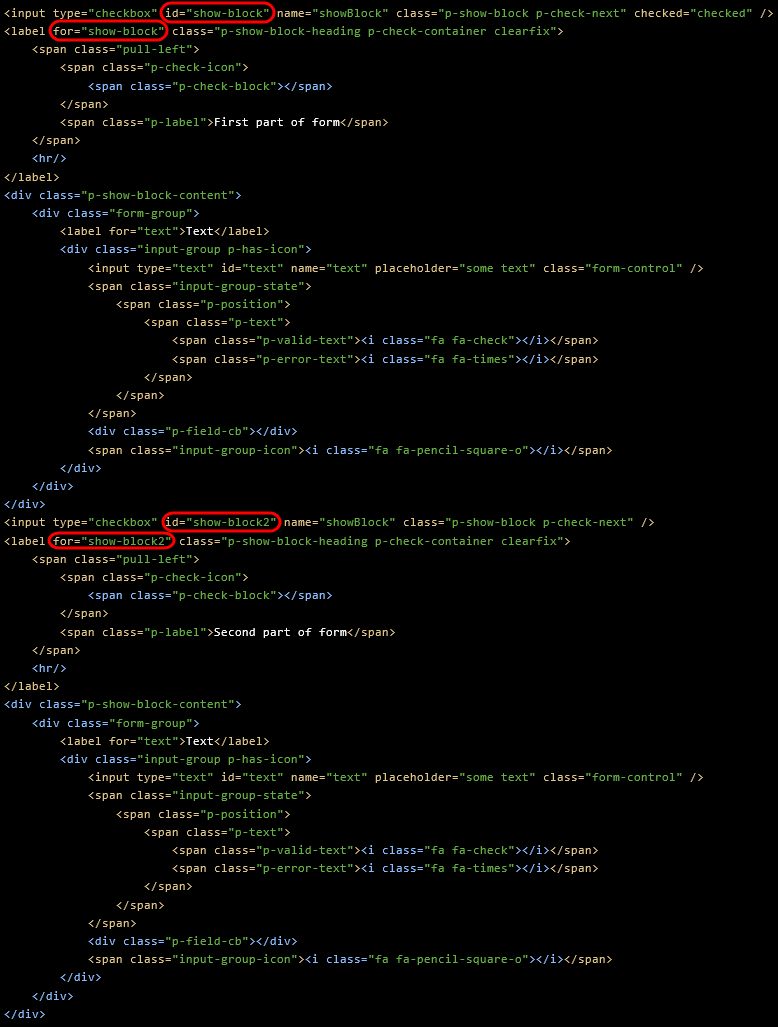 <input type="checkbox" id="show-block" name="showBlock" class="p-show-block p-check-next" checked="checked" />
<label for="show-block" class="p-show-block-heading p-check-container clearfix">
<span class="pull-left">
<span class="p-check-icon">
<span class="p-check-block"></span>
</span>
<span class="p-label">First part of form</span>
</span>
<hr/>
</label>
<div class="p-show-block-content">
<div class="form-group">
<label for="text">Text</label>
<div class="input-group p-has-icon">
<input type="text" id="text" name="text" placeholder="some text" class="form-control" />
<span class="input-group-state">
<span class="p-position">
<span class="p-text">
<span class="p-valid-text"><i class="fa fa-check"></i></span>
<span class="p-error-text"><i class="fa fa-times"></i></span>
</span>
</span>
</span>
<div class="p-field-cb"></div>
<span class="input-group-icon"><i class="fa fa-pencil-square-o"></i></span>
</div>
</div>
</div>
<input type="checkbox" id="show-block2" name="showBlock" class="p-show-block p-check-next" />
<label for="show-block2" class="p-show-block-heading p-check-container clearfix">
<span class="pull-left">
<span class="p-check-icon">
<span class="p-check-block"></span>
</span>
<span class="p-label">Second part of form</span>
</span>
<hr/>
</label>
<div class="p-show-block-content">
<div class="form-group">
<label for="text">Text</label>
<div class="input-group p-has-icon">
<input type="text" id="text" name="text" placeholder="some text" class="form-control" />
<span class="input-group-state">
<span class="p-position">
<span class="p-text">
<span class="p-valid-text"><i class="fa fa-check"></i></span>
<span class="p-error-text"><i class="fa fa-times"></i></span>
</span>
</span>
</span>
<div class="p-field-cb"></div>
<span class="input-group-icon"><i class="fa fa-pencil-square-o"></i></span>
</div>
</div>
</div>